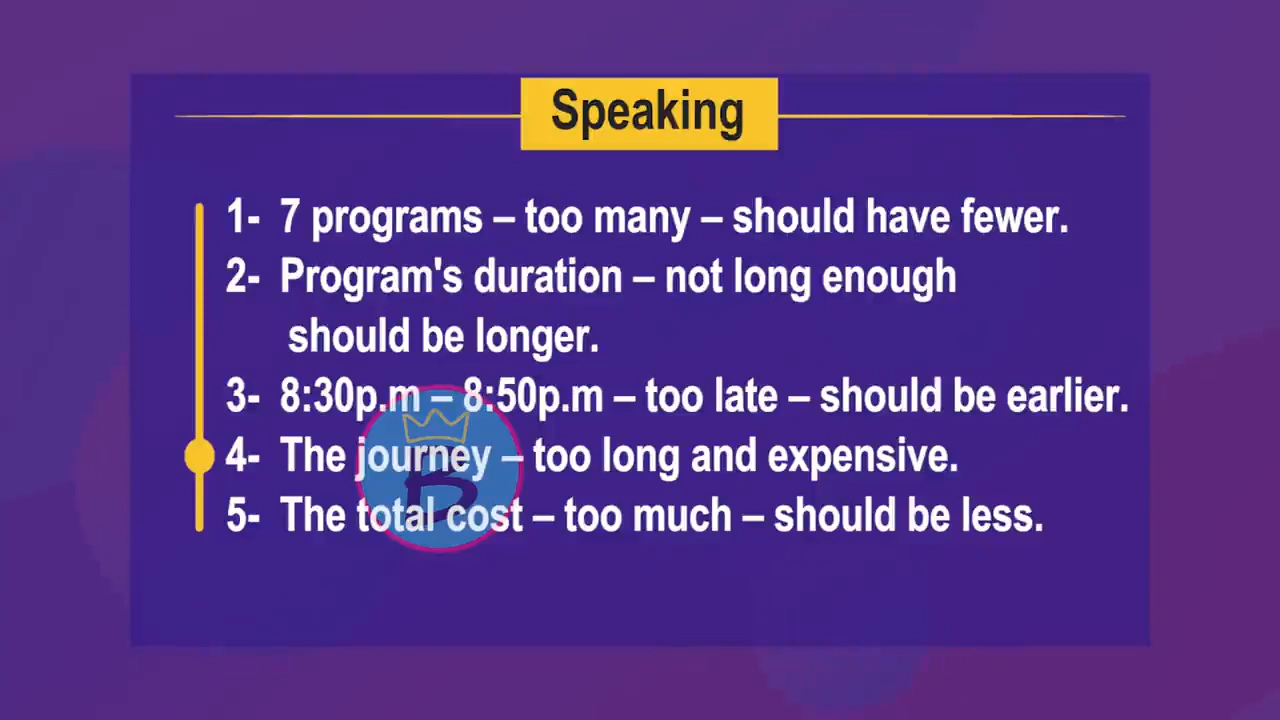 Speaking
1- 7 programs – too many – should have fewer.
2- Program's duration – not long enough
should be longer.
3- 8:30p.m – 8:50p.m – too late – should be earlier.
4- The journey – too long and expensive.
5- The total cost – too much – should be less.
B